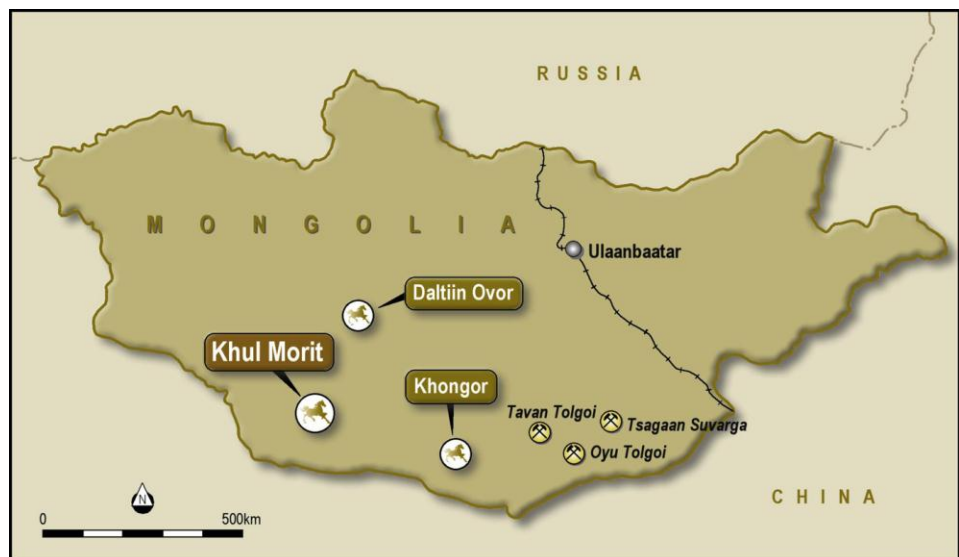 RUSSIA
MONGOLIA
Ulaanbaatar
Daltiin Ovor
Khul Morit
Khongor
Tavan Tolgoi
Tsagaan Suvarga
Oyu Tolgoi
CHINA
N
0 500km